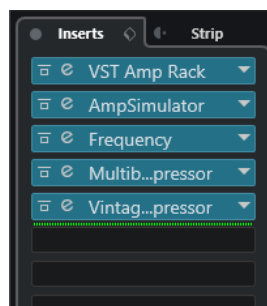 Inserts Strip
VST Amp Rack
AmpSimulator
Frequency
Multib...pressor
Vintag...pressor